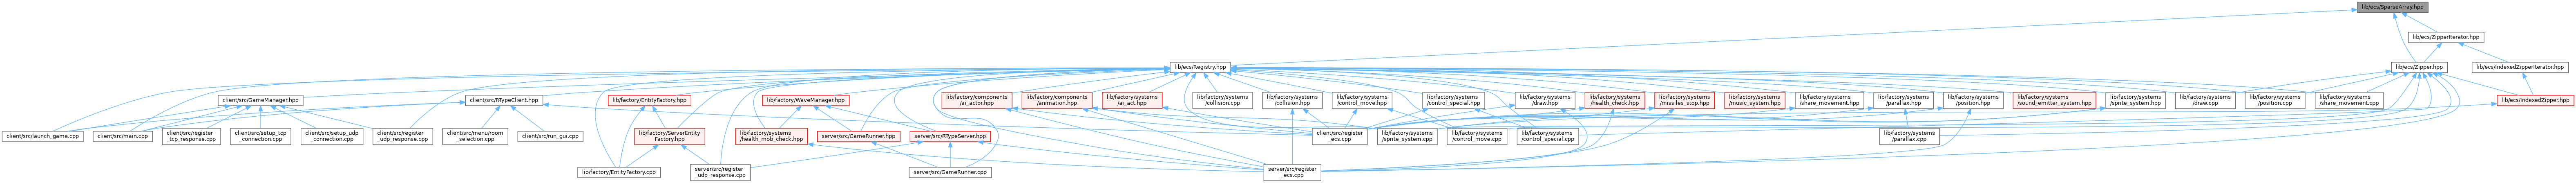 lib/ecs/SparseArray.hpp
lib/ecs/ZipperIterator.hpp
lib/ecs/Registry.hpp
lib/ecs/Zipper.hpp
lib/ecs/IndexedZipperIterator.hpp
client/src/GameManager.hpp
client/src/RTypeClient.hpp
lib/factory/EntityFactory.hpp
lib/factory/WaveManager.hpp
lib/factory/components
/ai_actor.hpp
lib/factory/components
/animation.hpp
lib/factory/systems
/ai_act.hpp
lib/factory/systems
/collision.cpp
lib/factory/systems
/collision.hpp
lib/factory/systems
/control_move.hpp
lib/factory/systems
/control_special.hpp
lib/factory/systems
/draw.hpp
lib/factory/systems
/health_check.hpp
lib/factory/systems
/missiles_stop.hpp
lib/factory/systems
/music_system.hpp
lib/factory/systems
/share_movement.hpp
lib/factory/systems
/parallax.hpp
lib/factory/systems
/position.hpp
lib/factory/systems
/sound_emitter_system.hpp
lib/factory/systems
/sprite_system.hpp
lib/factory/systems
/draw.cpp
lib/factory/systems
/position.cpp
lib/factory/systems
/share_movement.cpp
lib/ecs/IndexedZipper.hpp
client/src/launch_game.cpp
client/src/main.cpp
client/src/register
_tcp_response.cpp
client/src/setup_tcp
_connection.cpp
client/src/setup_udp
_connection.cpp
client/src/register
_udp_response.cpp
client/src/menu/room
_selection.cpp
client/src/run_gui.cpp
lib/factory/ServerEntity
Factory.hpp
lib/factory/systems
/health_mob_check.hpp
server/src/GameRunner.hpp
server/src/RTypeServer.hpp
client/src/register
_ecs.cpp
lib/factory/systems
/sprite_system.cpp
lib/factory/systems
/control_move.cpp
lib/factory/systems
/control_special.cpp
lib/factory/systems
/parallax.cpp
lib/factory/EntityFactory.cpp
server/src/register
_udp_response.cpp
server/src/GameRunner.cpp
server/src/register
_ecs.cpp